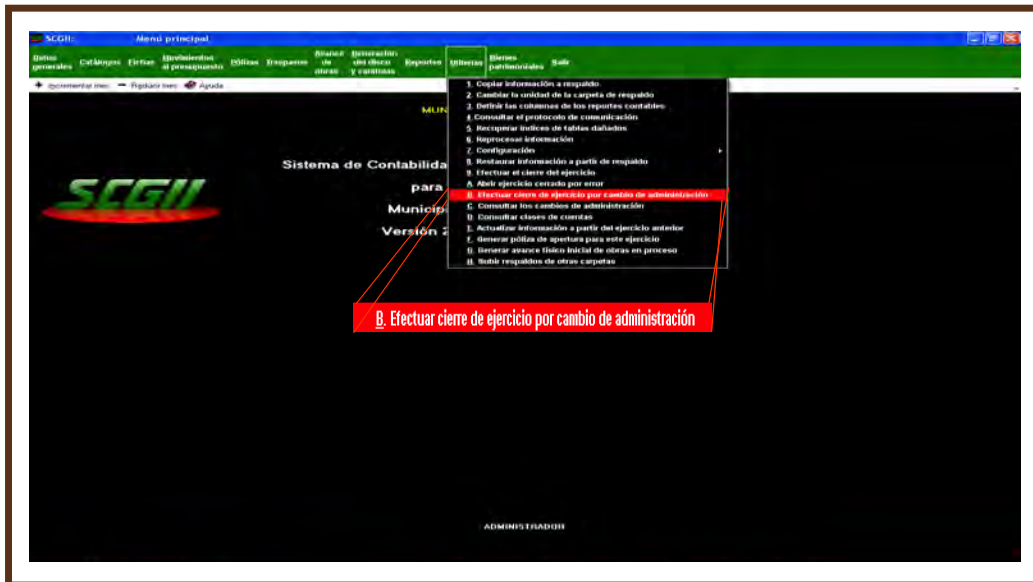 SCGII: Menú principal
Datos generales Catálogos Fichas Movimientos al presupuesto Pólizas Traspasos Avance de obras Generación del disco y carátulas Reportes Utilerías Bienes patrimoniales Salir
Incrementar mes Regresar mes Ayuda
1. Copiar información a respaldo
2. Cambiar la unidad de la carpeta de respaldo
3. Definir las columnas de los reportes contables
4. Consultar el protocolo de comunicación
5. Recuperar índices de tablas dañados
6. Reprocesar información
7. Configuración
8. Restaurar información a partir de respaldo
9. Efectuar el cierre del ejercicio
A. Abrir ejercicio cerrado por error
B. Efectuar cierre de ejercicio por cambio de administración
C. Consultar los cambios de administración
D. Consultar clases de cuentas
E. Actualizar información a partir del ejercicio anterior
F. Generar póliza de apertura para este ejercicio
G. Generar avance físico inicial de obras en proceso
H. Subir respaldos de otras carpetas
MUN
Sistema de Contabilida
para
Municip
Versión 2
SCGII
B. Efectuar cierre de ejercicio por cambio de administración
ADMINISTRADOR